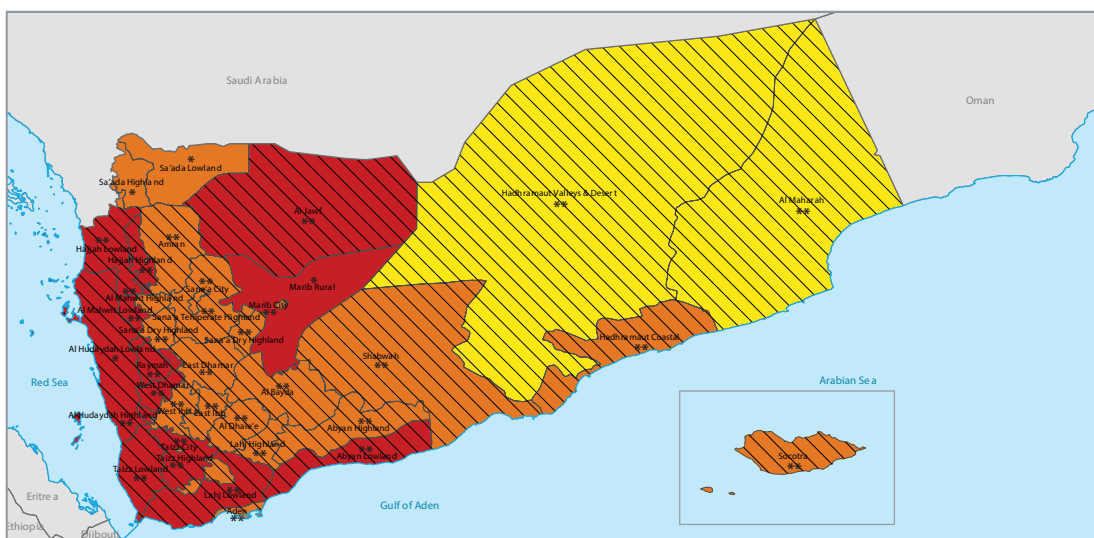 Saudi Arabia
Oman
Sa'ada Lowland
**
Sa'ada Highland
*
Hadhramaut Valleys & Desert
**
Al Maharah
**
Al Jawf
**
Hajjah Lowland
**
Amran
**
Hajjah Highland
**
Marib Rural
*
Sana'a City
**
Al Mahwit Highland
**
Marib City
**
Al Mahwit Lowland
**
Sana'a Temperate Highland
**
Sana'a Dry Highland
**
Sana'a Dry Highland
**
Al Hudaydah Lowland
*
Hadhramaut Coastal
**
Shabwah
**
Raymah
**
East Dhamar
**
Red Sea
Arabian Sea
West Dhamar
**
Al Bayda
**
West Ibb
**
East Ibb
**
Al Hudaydah Highland
**
Al Dhale'e
**
Abyan Highland
**
Taizz City
**
Lahj Highland
**
Taizz Highland
**
Abyan Lowland
**
Socotra
**
Taizz Lowland
**
Lahj Lowland
**
Eritrea
Gulf of Aden
Aden
**
Ethiopia
Djibouti